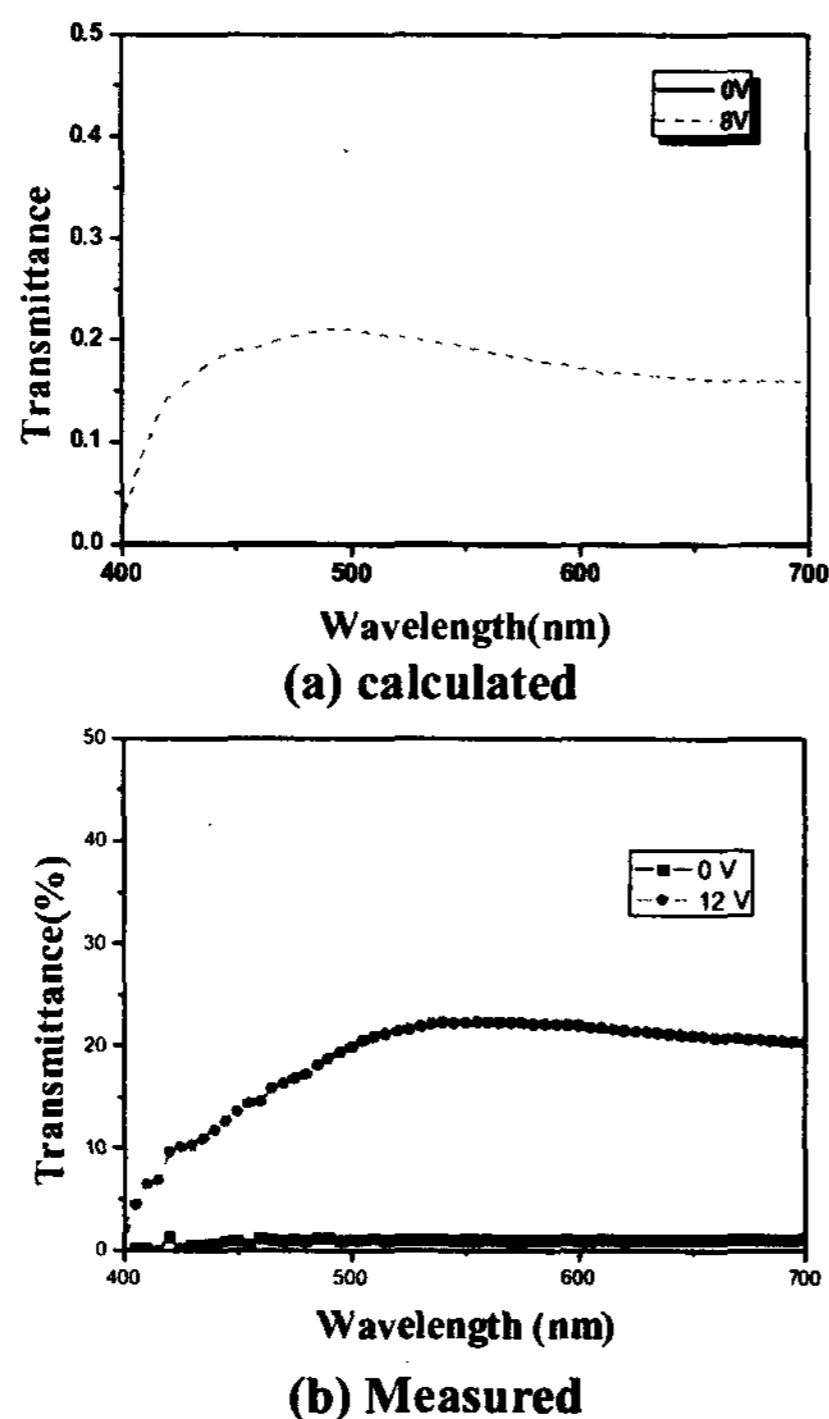 0.5
0V
8V
0.4
0.3
Transmittance
0.2
0.1
0.0
400 500 600 700
Wavelength(nm)
(a) calculated
50
40
0 V
12 V
30
Transmittance(%)
20
10
0
400 500 600 700
Wavelength (nm)
(b) Measured